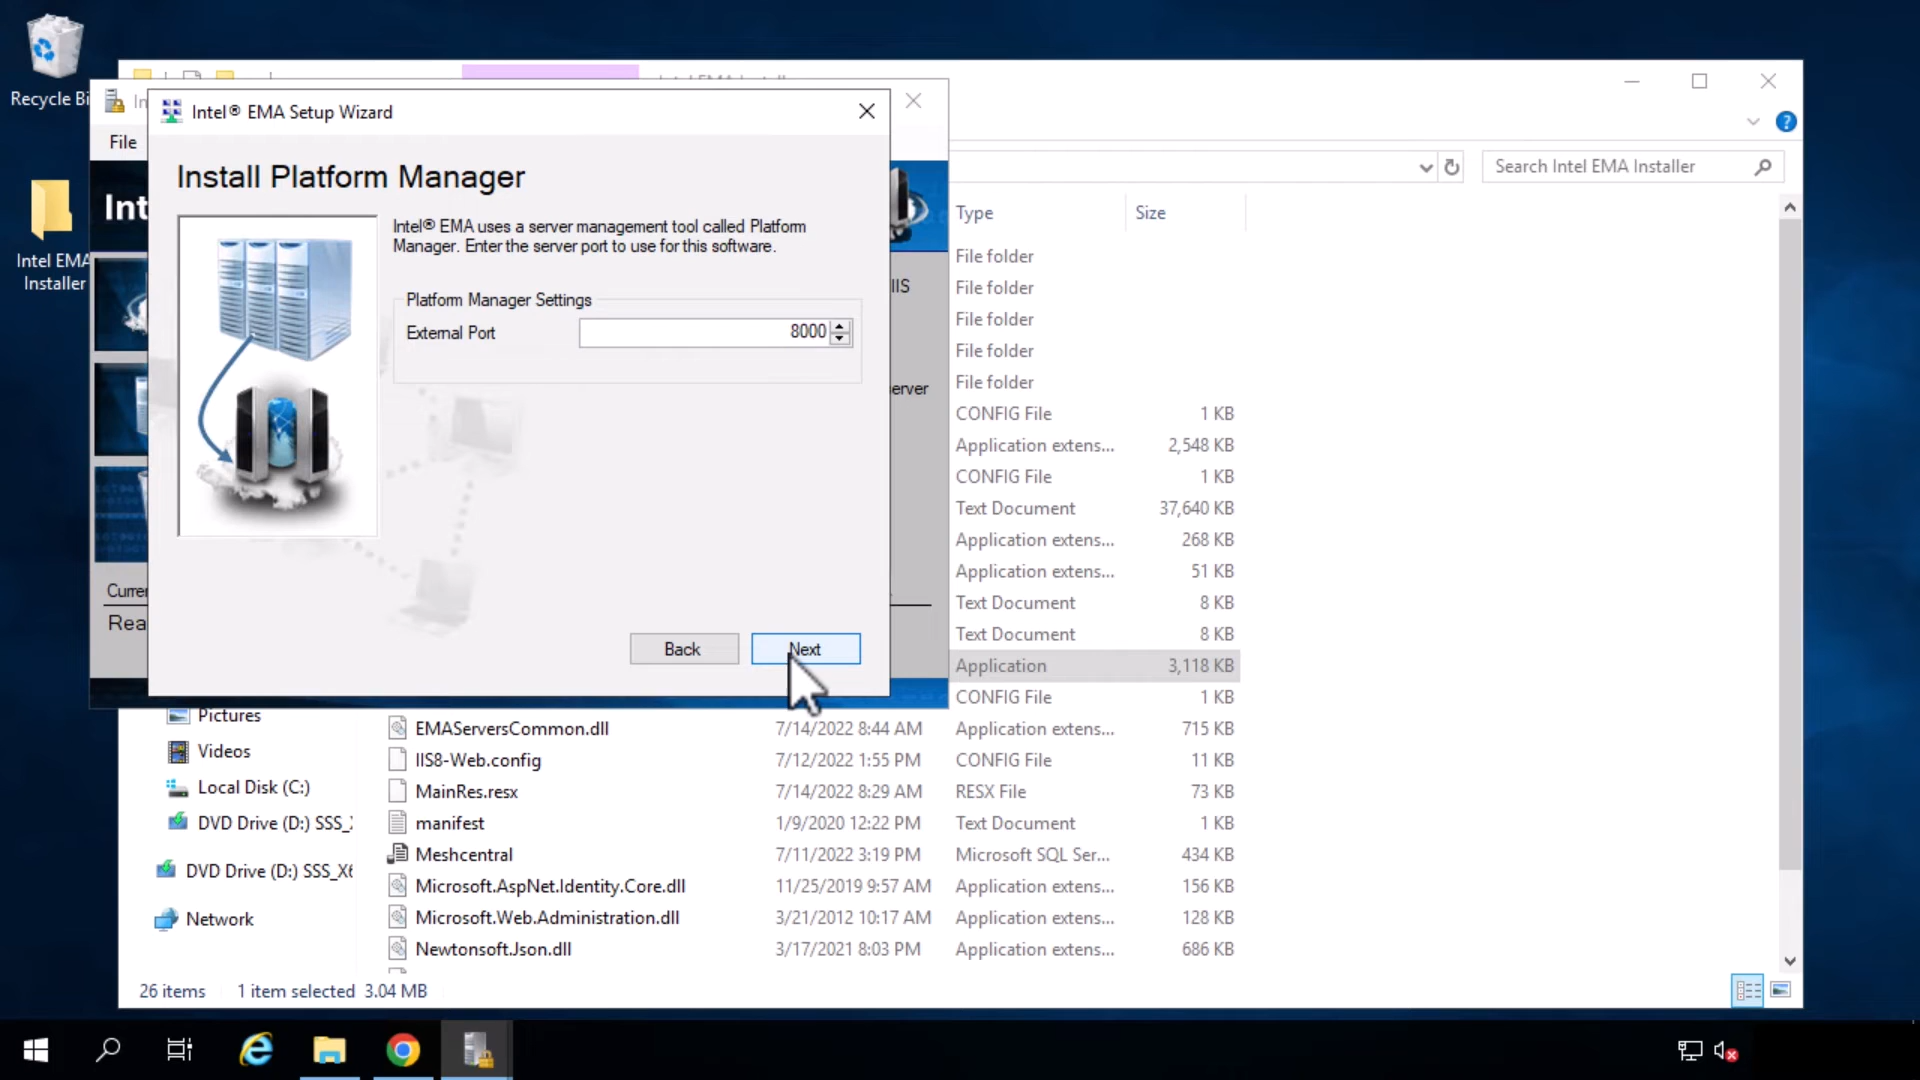 Recycle Bi
Intel EMA
Installer
File
Int
IIS
erver
Curre
Rea
Intel® EMA Setup Wizard
Install Platform Manager
Intel® EMA uses a server management tool called Platform
Manager. Enter the server port to use for this software.
Platform Manager Settings
External Port
8000
Back
Next
Search Intel EMA Installer
Type Size
File folder
File folder
File folder
File folder
File folder
CONFIG File 1 KB
Application extens... 2,548 KB
CONFIG File 1 KB
Text Document 37,640 KB
Application extens... 268 KB
Application extens... 51 KB
Text Document 8 KB
Text Document 8 KB
Application 3,118 KB
CONFIG File 1 KB
EMAServersCommon.dll 7/14/2022 8:44 AM Application extens... 715 KB
IIS8-Web.config 7/12/2022 1:55 PM CONFIG File 11 KB
MainRes.resx 7/14/2022 8:29 AM RESX File 73 KB
manifest 1/9/2020 12:22 PM Text Document 1 KB
Meshcentral 7/11/2022 3:19 PM Microsoft SQL Ser... 434 KB
Microsoft.AspNet.Identity.Core.dll 11/25/2019 9:57 AM Application extens... 156 KB
Microsoft.Web.Administration.dll 3/21/2012 10:17 AM Application extens... 128 KB
Newtonsoft.Json.dll 3/17/2021 8:03 PM Application extens... 686 KB
Pictures
Videos
Local Disk (C:)
DVD Drive (D:) SSS_
DVD Drive (D:) SSS_X6
Network
26 items 1 item selected 3.04 MB